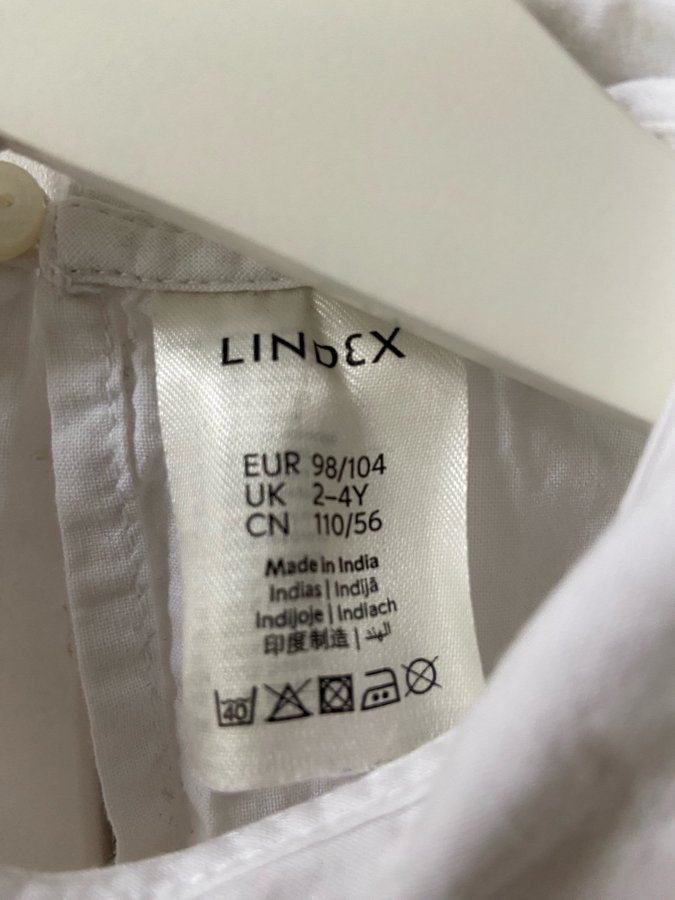 LINDEX
EUR 98/104
UK 2–4Y
CN 110/56
Made in India
Indias | Indijā
Indijoje | Indiach
印度制造 | الهند
40